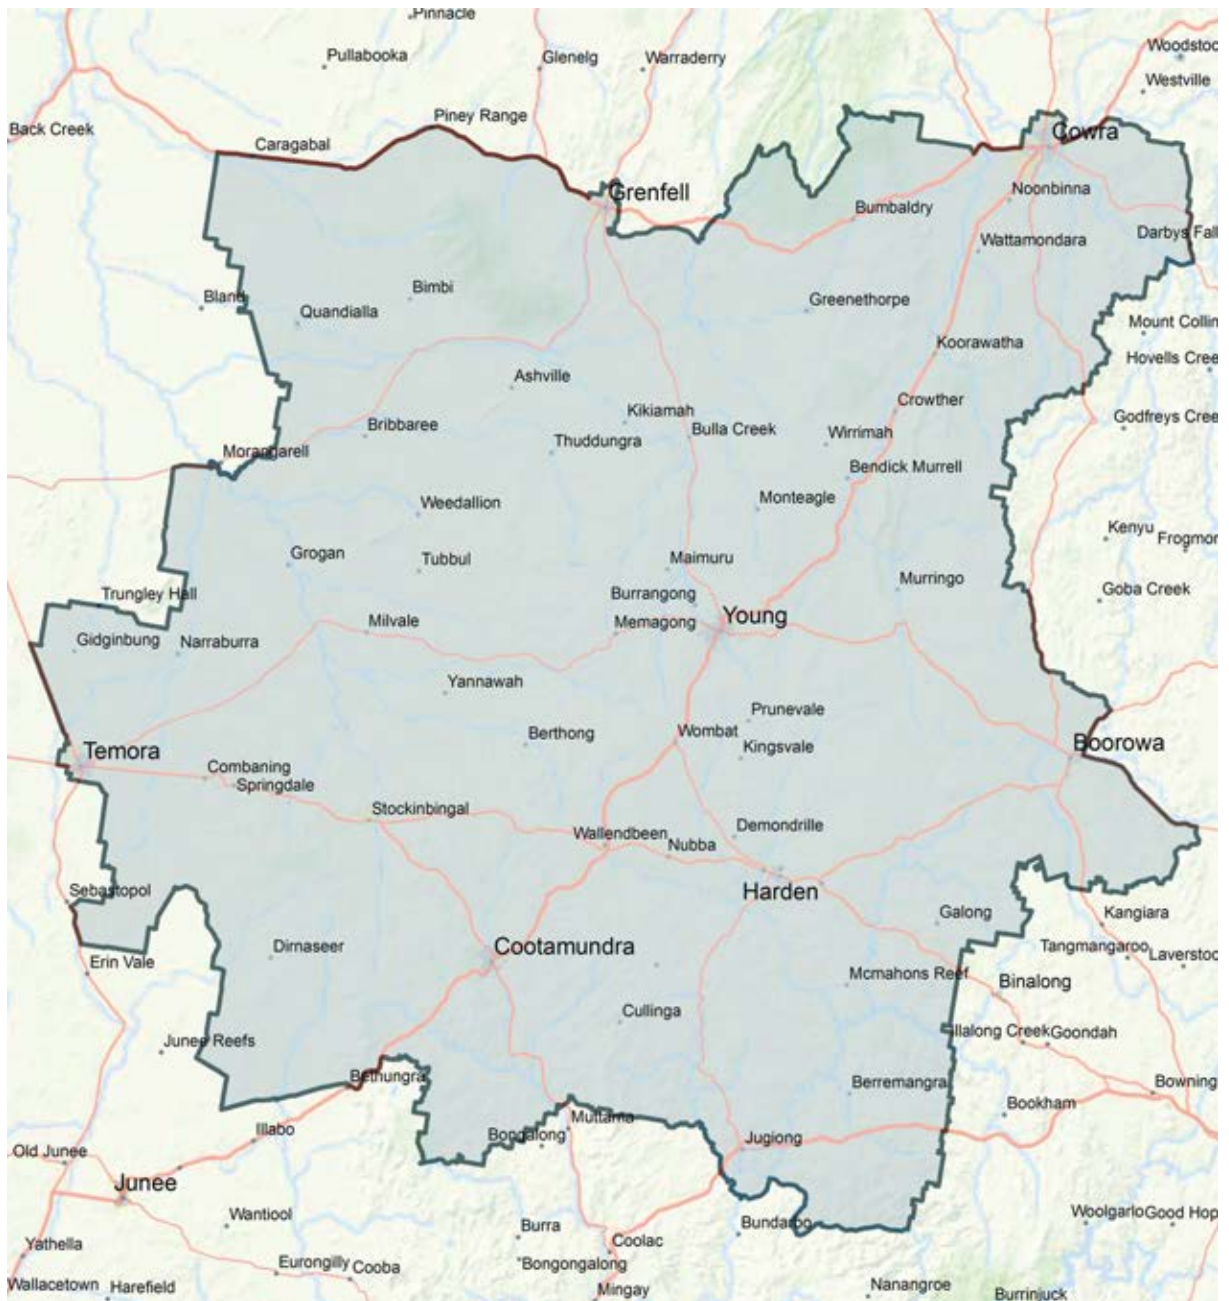 Pinnacle
Pullabooka
Glenelg
Warraderry
Woodstoc
Westville
Back Creek
Piney Range
Caragabal
Cowra
Grenfell
Noonbinna
Bumbaldry
Wattamondara
Darbys Fall
Bland
Bimbi
Quandialla
Greenethorpe
Mount Collin
Koorawatha
Hovells Cree
Ashville
Crowther
Kikiamah
Godfreys Cree
Bribbaree
Bulla Creek
Wirrimah
Thuddungra
Morangarell
Bendick Murrell
Weedallion
Monteagle
Kenyu
Frogmor
Grogan
Tubbul
Maimuru
Murringo
Trungley Hall
Burrangong
Goba Creek
Young
Milvale
Memagong
Gidginbung
Narraburra
Yannawah
Prunevale
Berthong
Wombat
Kingsvale
Boorowa
Temora
Combaning
Springdale
Stockinbingal
Wallendbeen
Demondrille
Nubba
Harden
Sebastopol
Galong
Kangiara
Cootamundra
Tangmangaroo
Laverstoc
Dirnaseer
Erin Vale
Mcmahons Reef
Binalong
Cullinga
Illalong Creek
Goondah
Junee Reefs
Bethungra
Berremangra
Bowning
Bookham
Muttama
Illabo
Bongalong
Jugiong
Old Junee
Junee
Wantiool
Burra
Bundarbo
Woolgarlo
Good Hop
Yathella
Coolac
Eurongilly
Cooba
Bongongalong
Wallacetown
Harefield
Mingay
Nanangroe
Burrinjuck